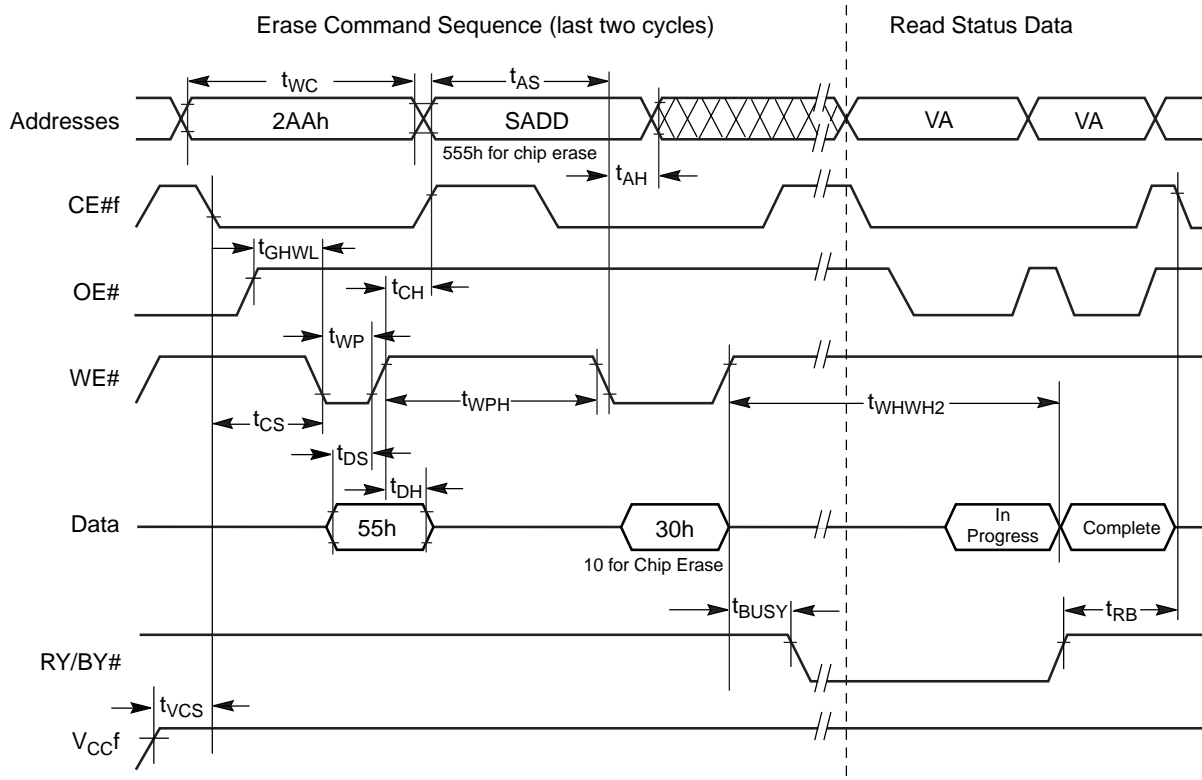 Erase Command Sequence (last two cycles)
Read Status Data
tWC
tAS
Addresses
2AAh
SADD
VA
VA
555h for chip erase
tAH
CE#f
tGHWL
OE#
tCH
tWP
WE#
tWPH
tWHWH2
tCS
tDS
tDH
Data
55h
30h
In
Progress
Complete
10 for Chip Erase
tBUSY
tRB
RY/BY#
tVCS
VCCf